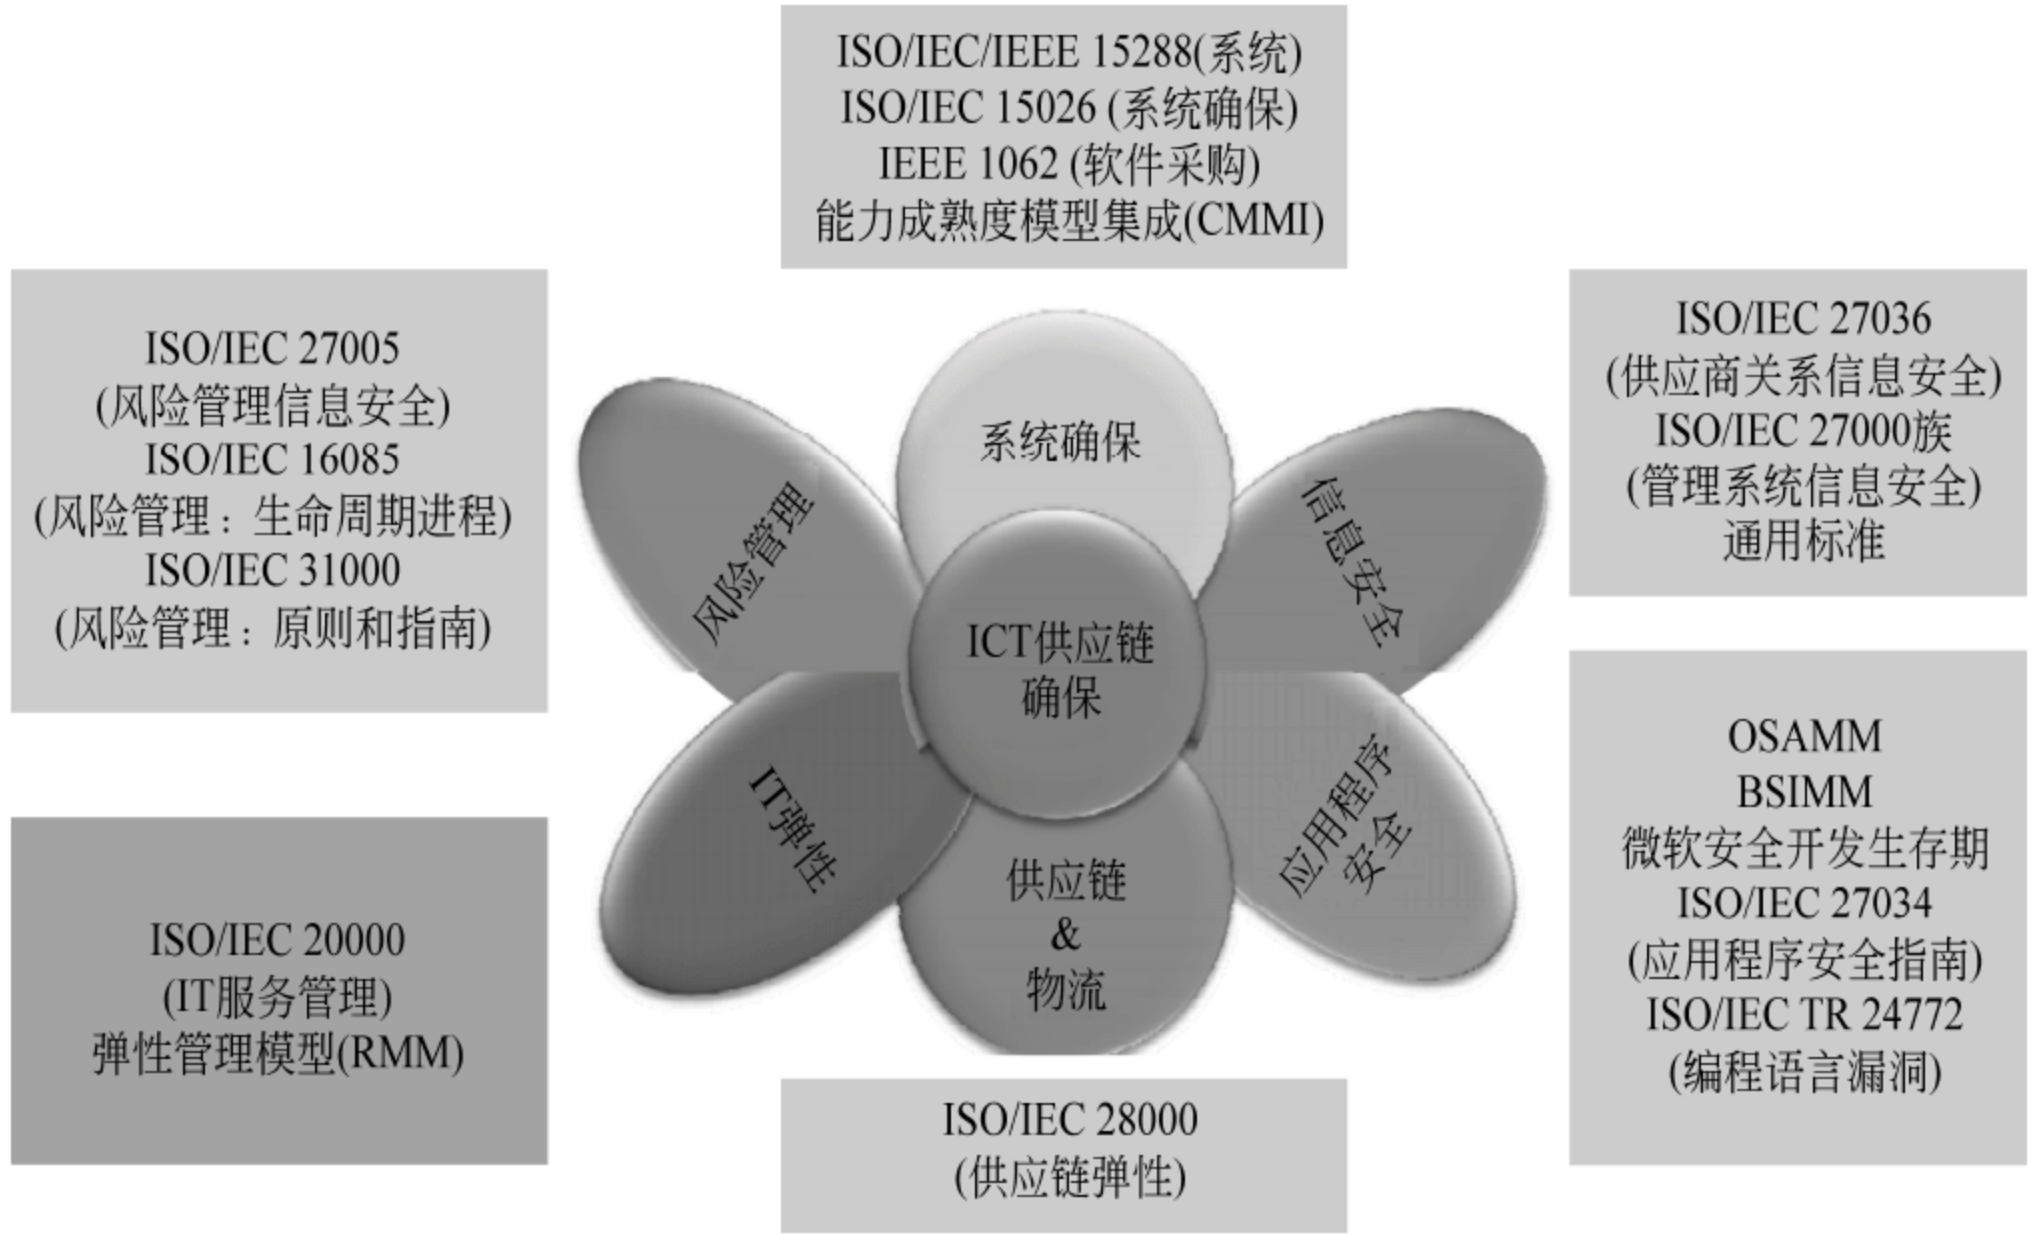 ISO/IEC/IEEE 15288(系统)
ISO/IEC 15026 (系统确保)
IEEE 1062 (软件采购)
能力成熟度模型集成(CMMI)
ISO/IEC 27005
(风险管理信息安全)
ISO/IEC 16085
(风险管理：生命周期进程)
ISO/IEC 31000
(风险管理：原则和指南)
ISO/IEC 27036
(供应商关系信息安全)
ISO/IEC 27000族
(管理系统信息安全)
通用标准
系统确保
风险管理
信息安全
ICT供应链
确保
IT弹性
应用程序
安全
供应链
&
物流
ISO/IEC 20000
(IT服务管理)
弹性管理模型(RMM)
OSAMM
BSIMM
微软安全开发生存期
ISO/IEC 27034
(应用程序安全指南)
ISO/IEC TR 24772
(编程语言漏洞)
ISO/IEC 28000
(供应链弹性)